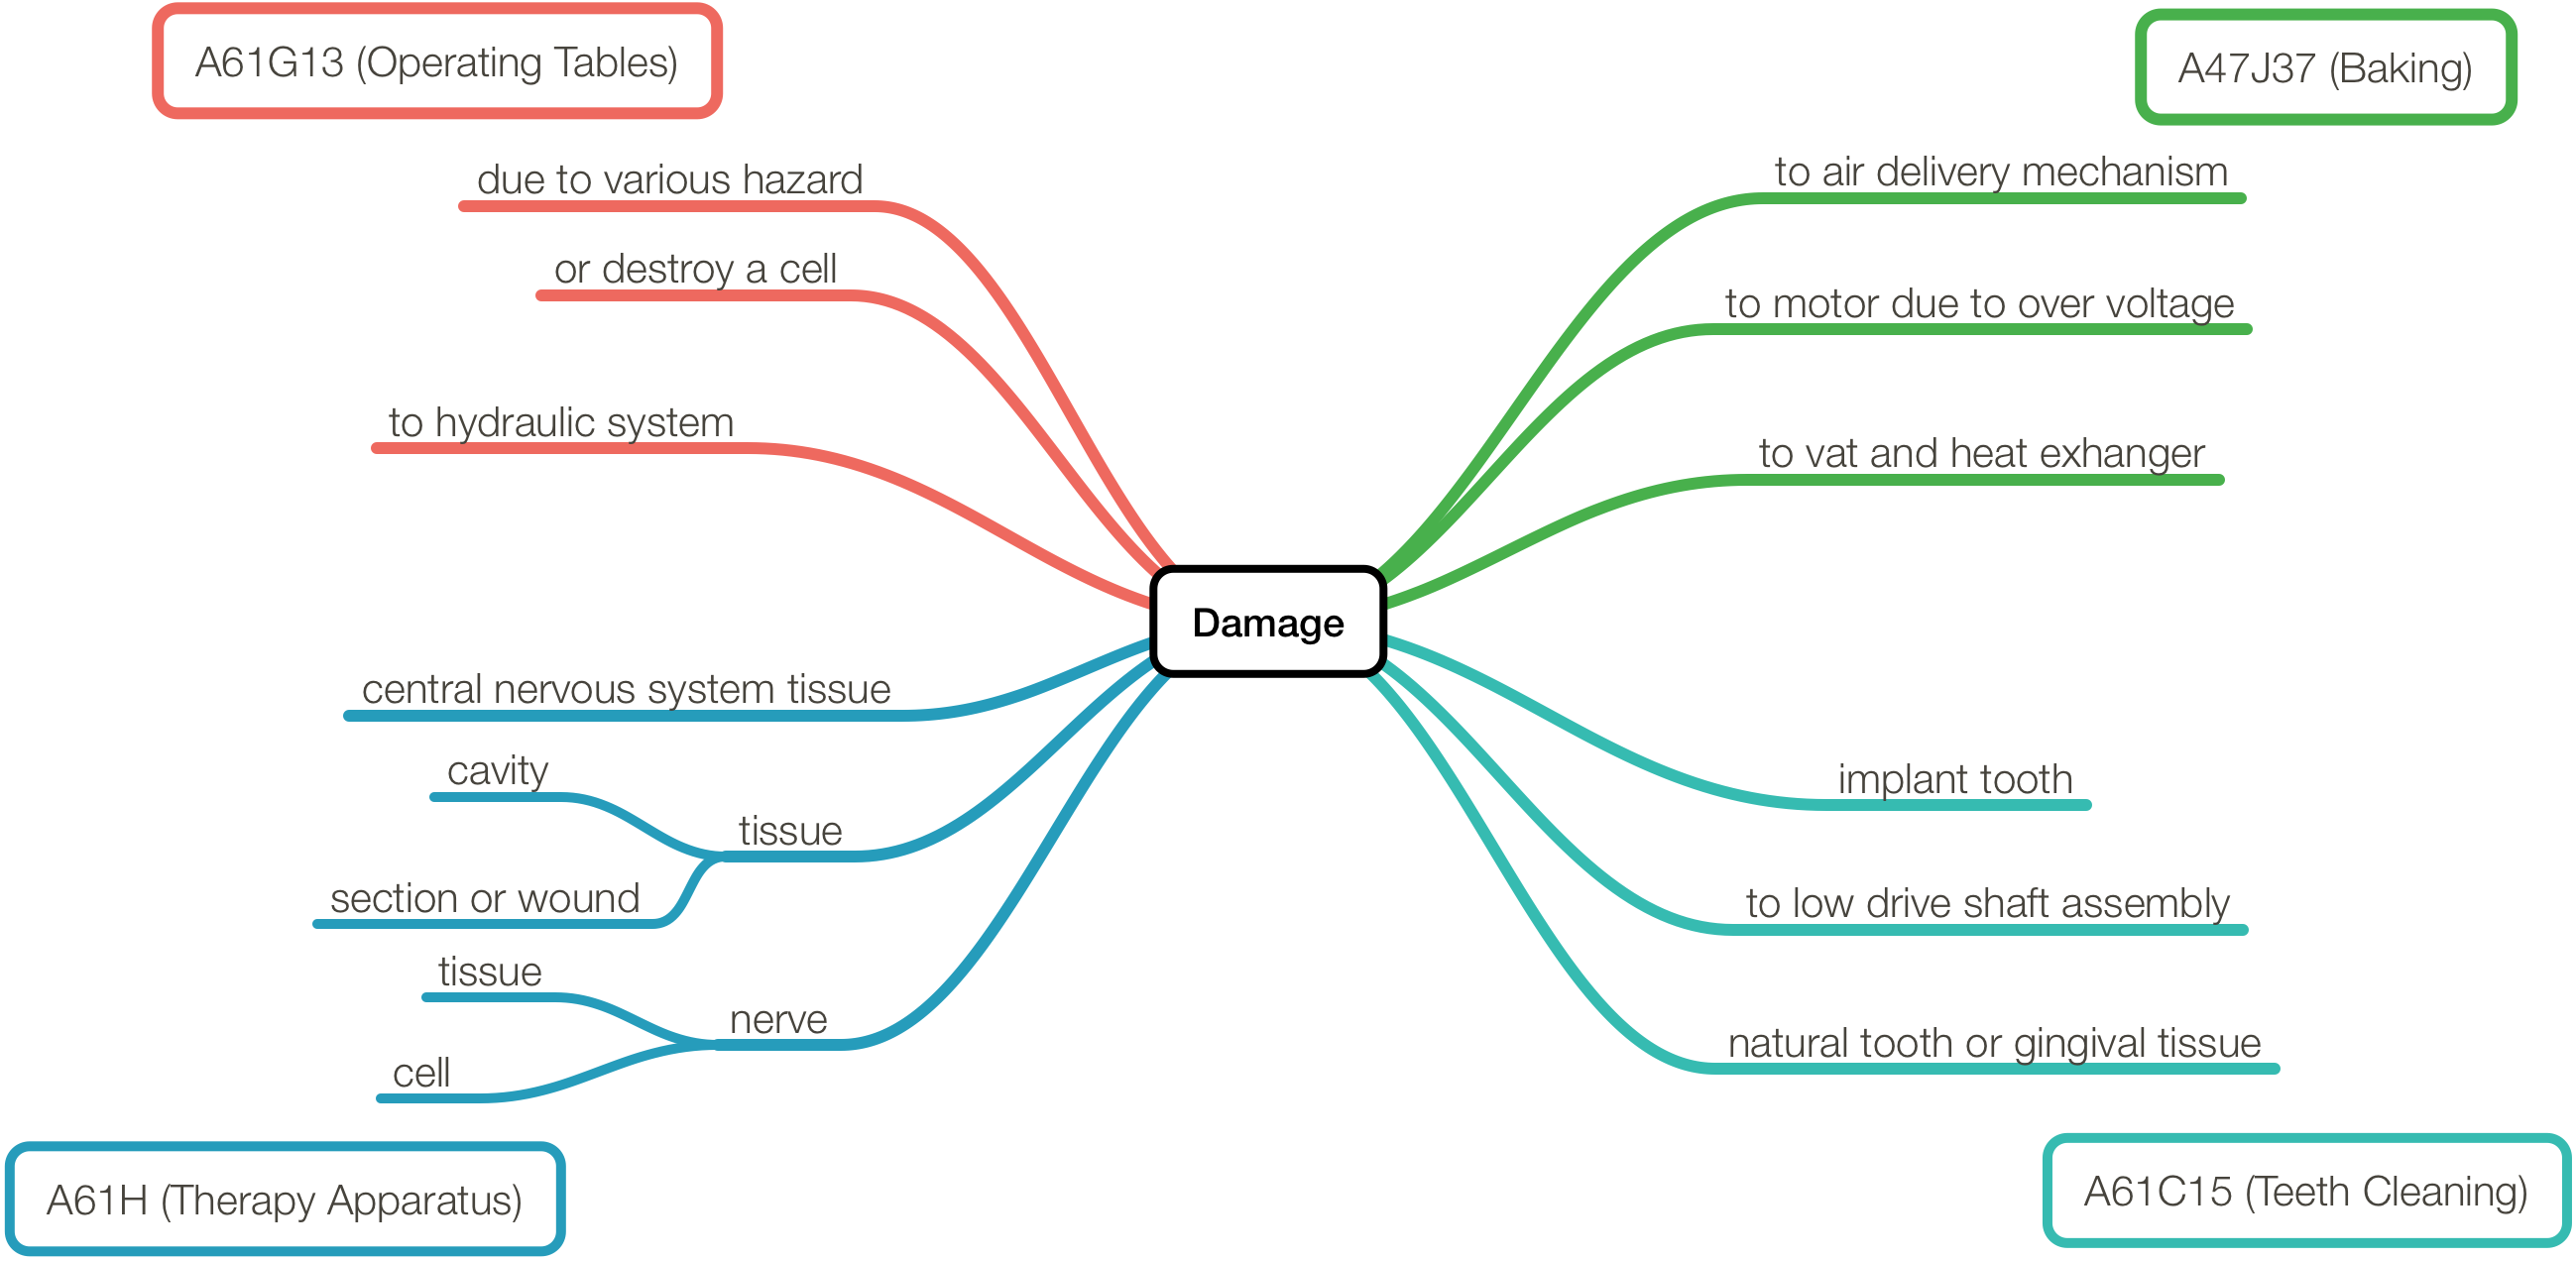 A61G13 (Operating Tables)
due to various hazard
or destroy a cell
to hydraulic system
A47J37 (Baking)
to air delivery mechanism
to motor due to over voltage
to vat and heat exhanger
Damage
central nervous system tissue
cavity
tissue
section or wound
tissue
nerve
cell
A61H (Therapy Apparatus)
implant tooth
to low drive shaft assembly
natural tooth or gingival tissue
A61C15 (Teeth Cleaning)